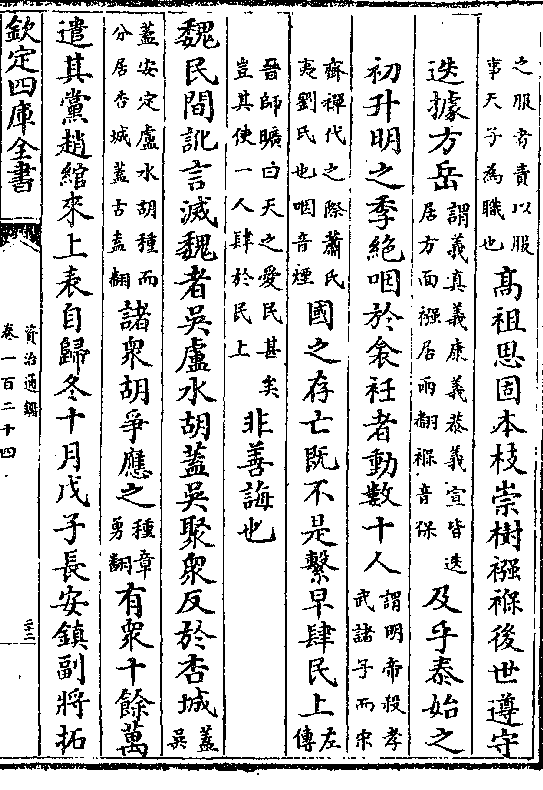 之服者責以服
事天子為職也
高祖思固本枝崇樹襁褓後世遵守
迭據方岳
謂義真義康義恭義宣皆迭
居方面襁居兩翻褓音保
及乎泰始之
初升明之季絶咽於衾衽者動數十人
謂明帝殺孝
武諸子而宋
齊禪代之際蕭氏
夷劉氏也咽音煙
國之存亡既不是繫早肆民上
左
傳
晉師曠曰天之愛民甚矣
豈其使一人肆於民上
非善誨也
魏民間訛言滅魏者吳盧水胡蓋吳聚衆反於杏城
蓋
吳
蓋安定盧水胡種而
分居杏城蓋古盍翻
諸衆胡爭應之
種章
勇翻
有衆十餘萬
遣其黨趙綰來上表自歸冬十月戊子長安鎮副將拓
欽定四庫全書
資治通鑑
卷一百二十四